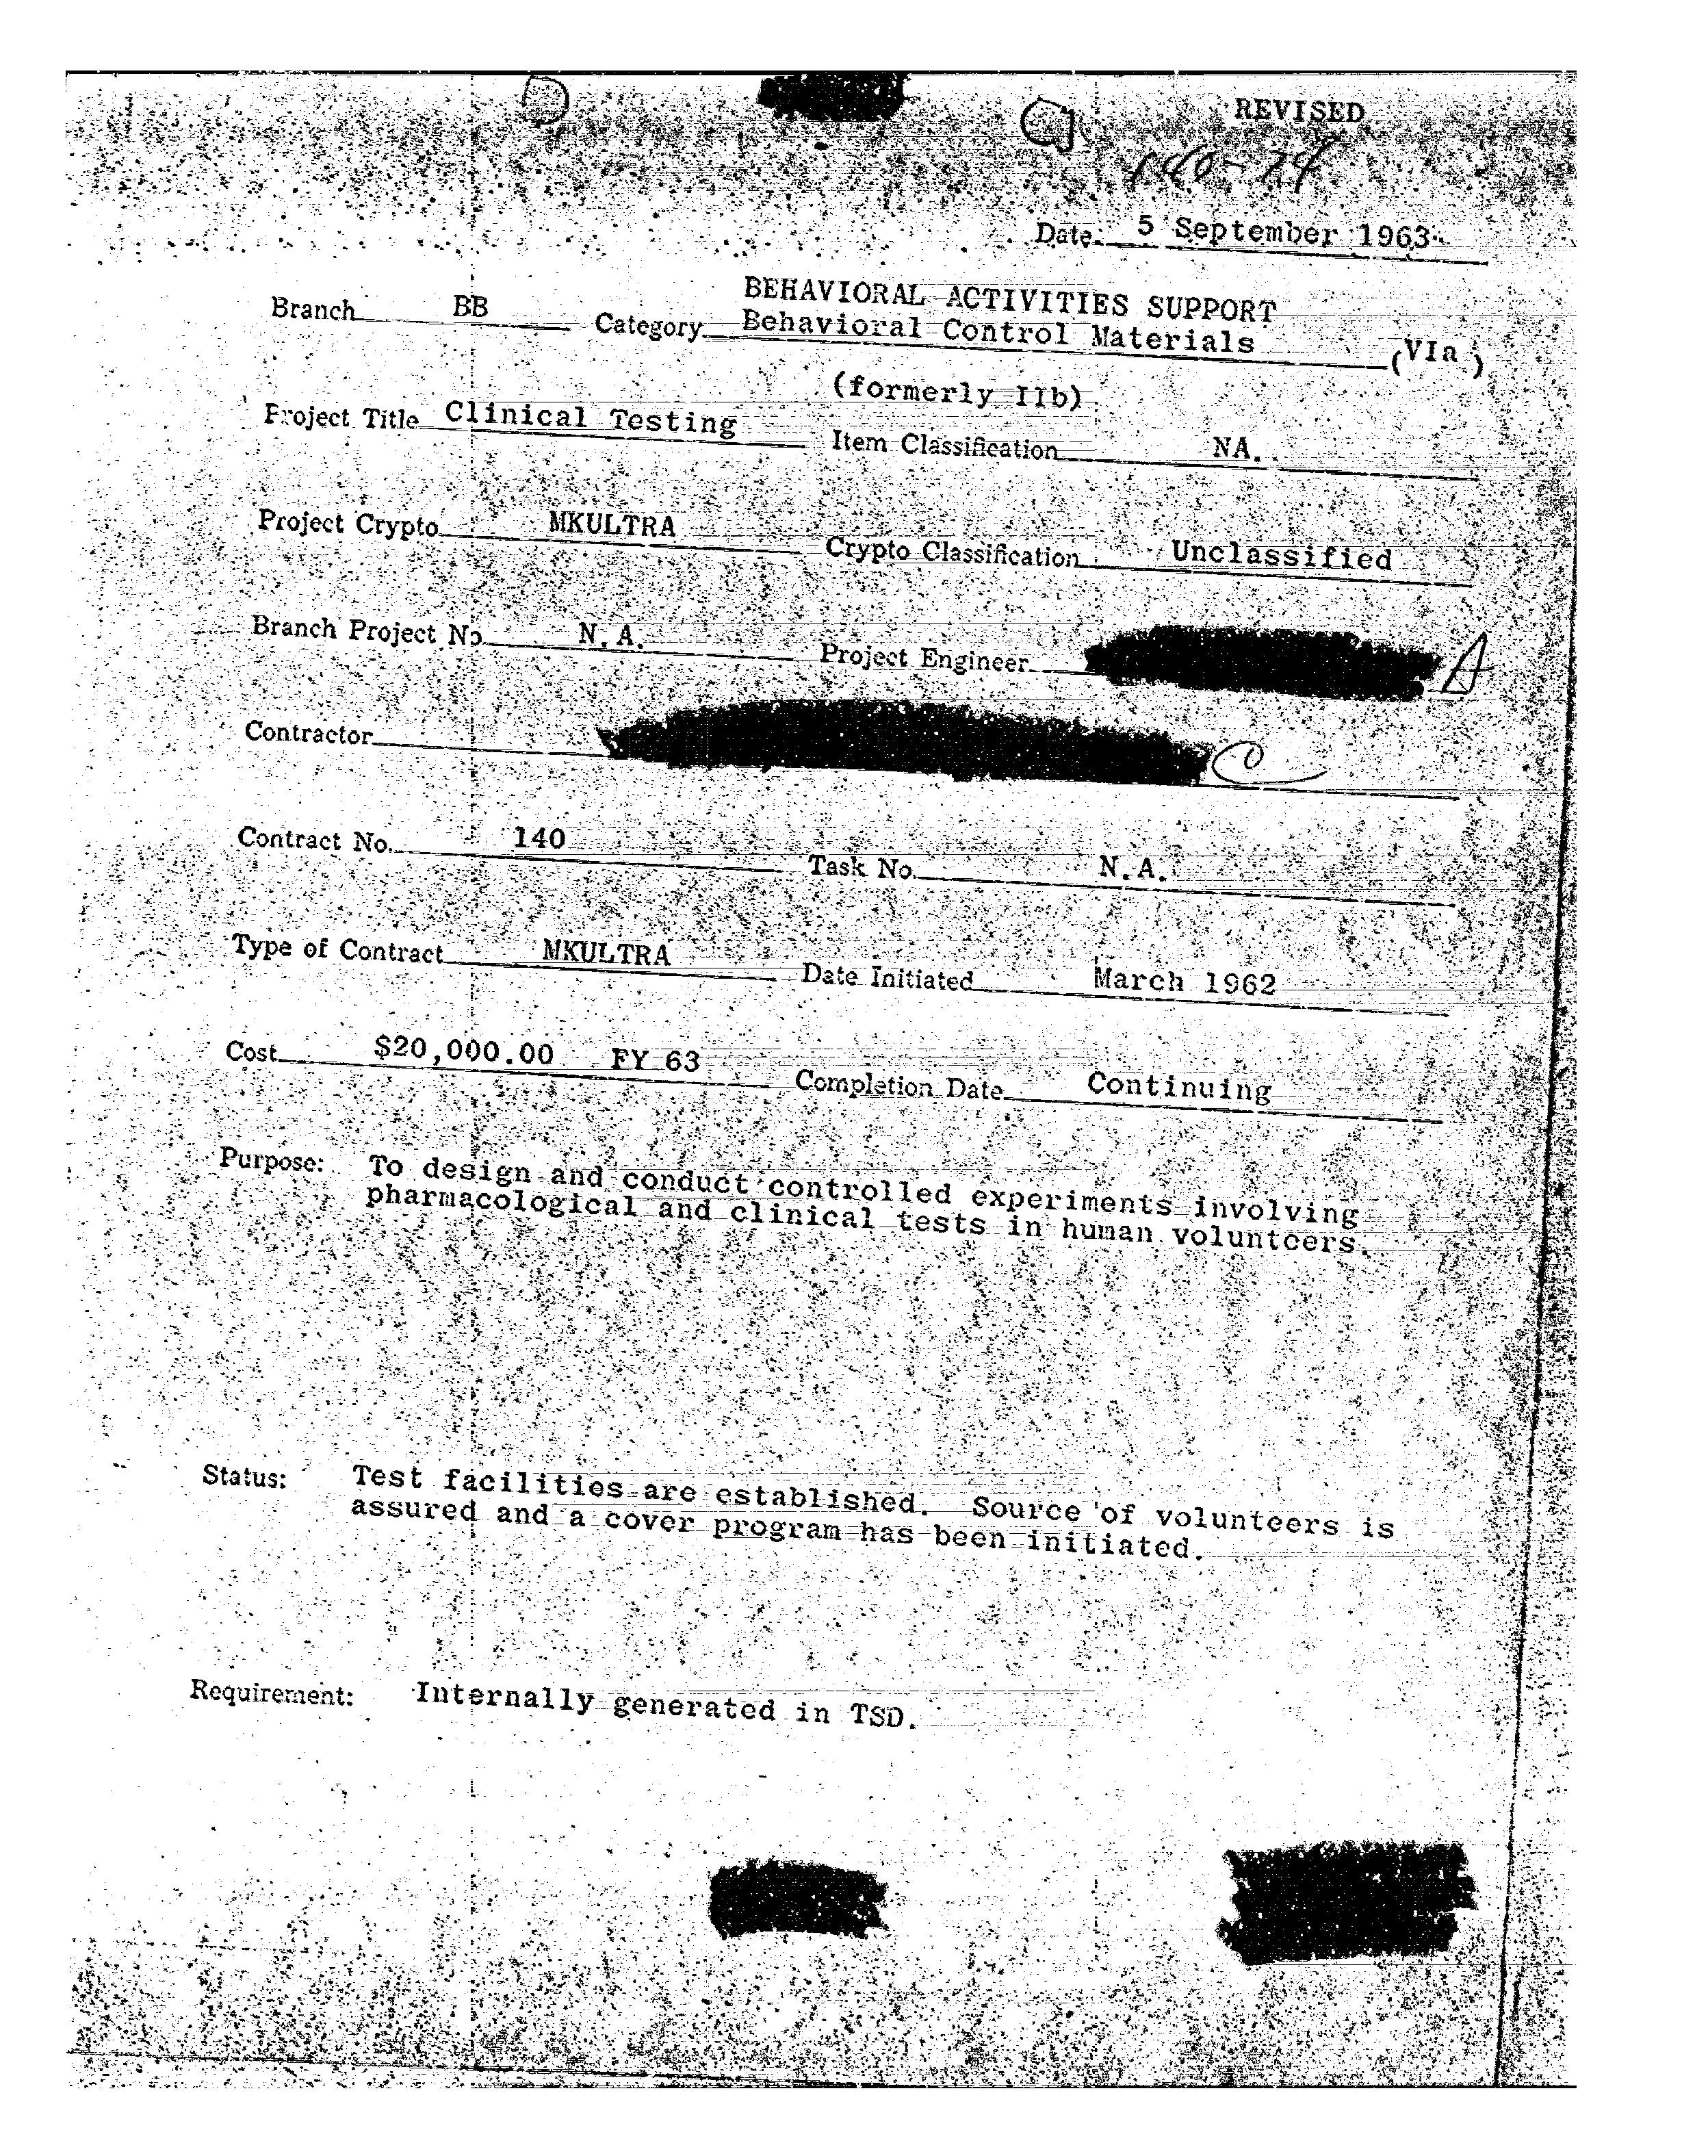 REVISED
140-74
Date 5 September 1963
BEHAVIORAL ACTIVITIES SUPPORT
Branch BB Category Behavioral Control Materials (VIa)
(formerly IIb)
Project Title Clinical Testing Item Classification NA.
Project Crypto MKULTRA Crypto Classification Unclassified
Branch Project No N.A. Project Engineer A
Contractor C
Contract No. 140 Task No. N.A.
Type of Contract MKULTRA Date Initiated March 1962
Cost $20,000.00 FY 63 Completion Date Continuing
Purpose: To design and conduct controlled experiments involving
pharmacological and clinical tests in human volunteers.
Status: Test facilities are established. Source of volunteers is
assured and a cover program has been initiated.
Requirement: Internally generated in TSD.